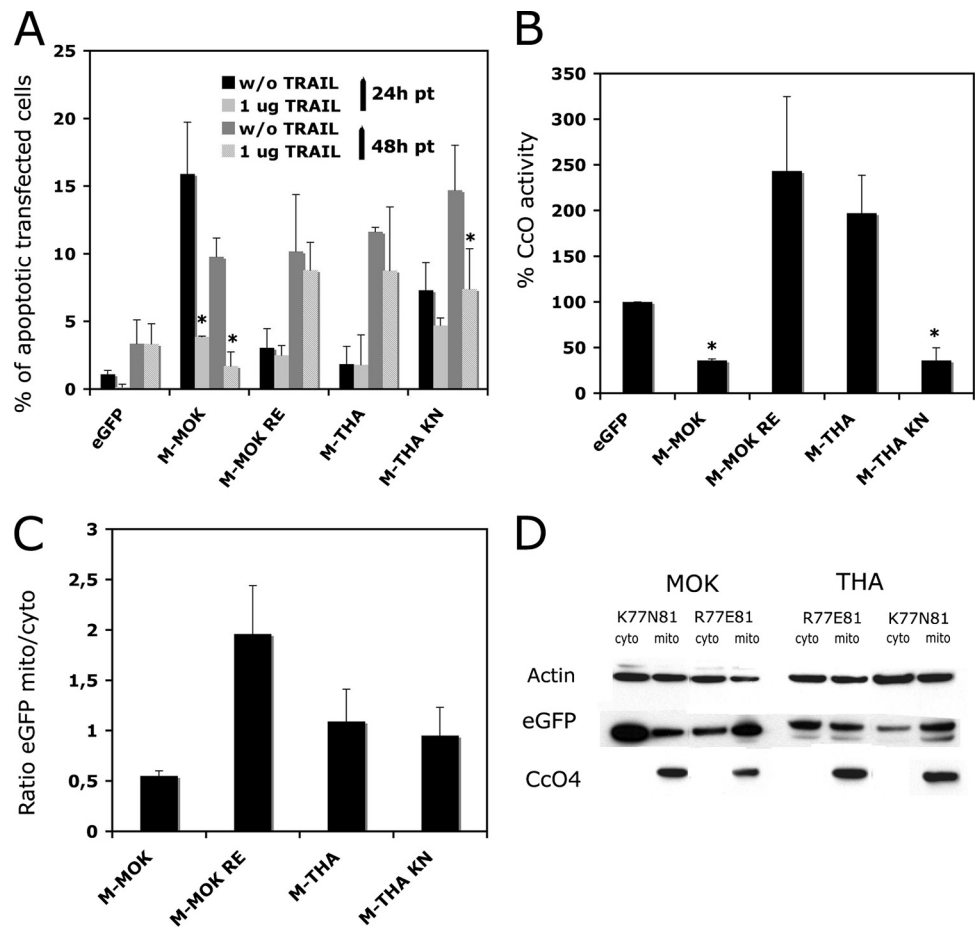 A
% of apoptotic transfected cells
25
20
15
10
5
0
w/o TRAIL
1 ug TRAIL
24h pt
w/o TRAIL
1 ug TRAIL
48h pt
*
*
*
eGFP
M-MOK
M-MOK RE
M-THA
M-THA KN
B
% CcO activity
350
300
250
200
150
100
50
0
*
*
eGFP
M-MOK
M-MOK RE
M-THA
M-THA KN
C
Ratio eGFP mito/cyto
3
2,5
2
1,5
1
0,5
0
M-MOK
M-MOK RE
M-THA
M-THA KN
D
MOK THA
K77N81 R77E81 R77E81 K77N81
cyto mito cyto mito cyto mito cyto mito
Actin
eGFP
CcO4